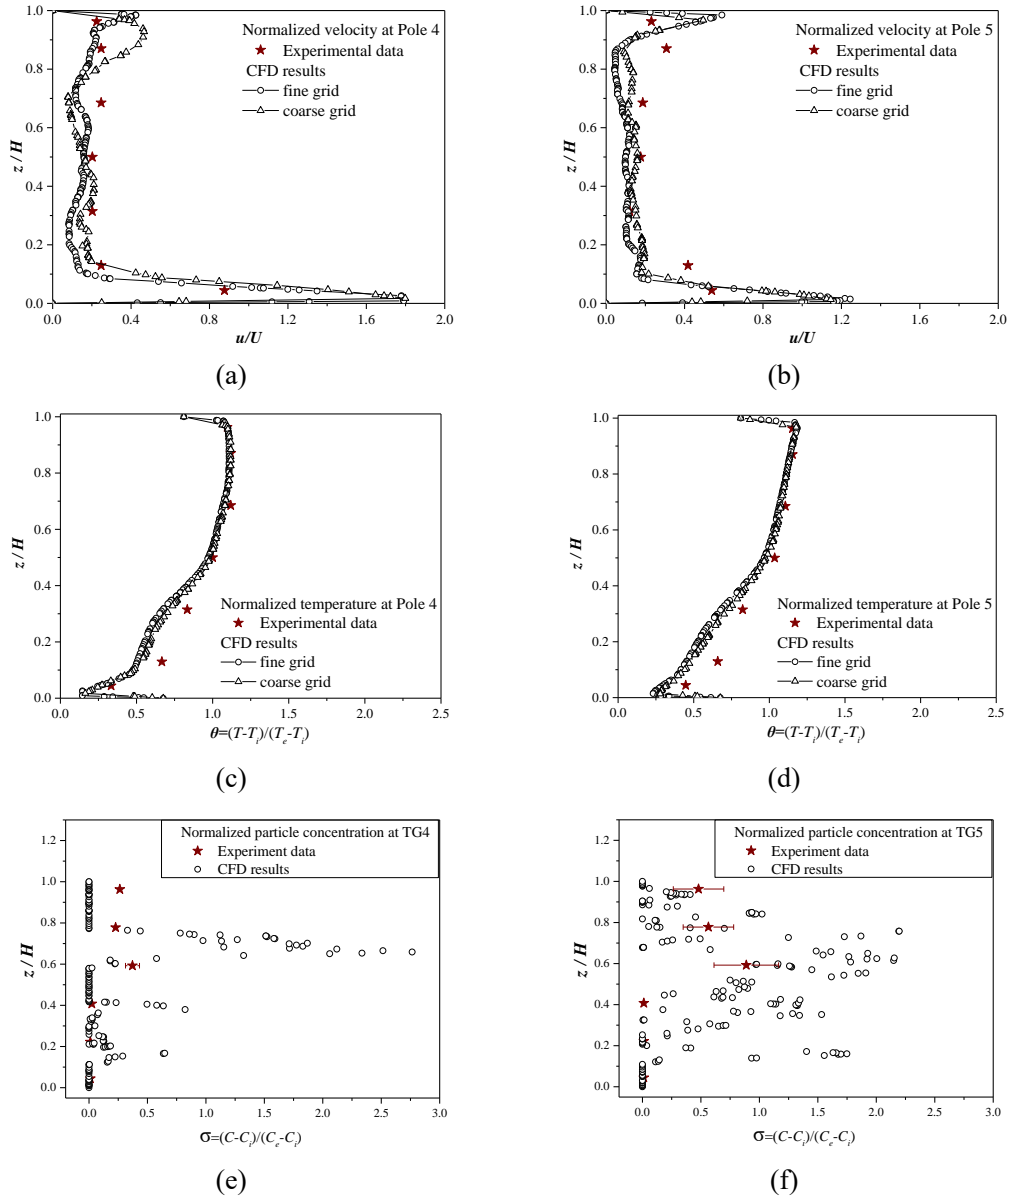 Normalized velocity at Pole 4
Experimental data
CFD results
fine grid
coarse grid
1.0
0.8
0.6
0.4
0.2
0.0
z / H
0.0 0.4 0.8 1.2 1.6 2.0
u/U
(a)
Normalized velocity at Pole 5
Experimental data
CFD results
fine grid
coarse grid
1.0
0.8
0.6
0.4
0.2
0.0
z / H
0.0 0.4 0.8 1.2 1.6 2.0
u/U
(b)
1.0
0.8
0.6
0.4
0.2
0.0
z / H
Normalized temperature at Pole 4
Experimental data
CFD results
fine grid
coarse grid
0.0 0.5 1.0 1.5 2.0 2.5
θ=(T-Ti)/(Te-Ti)
(c)
1.0
0.8
0.6
0.4
0.2
0.0
z / H
Normalized temperature at Pole 5
Experimental data
CFD results
fine grid
coarse grid
0.0 0.5 1.0 1.5 2.0 2.5
θ=(T-Ti)/(Te-Ti)
(d)
Normalized particle concentration at TG4
Experiment data
CFD results
1.2
1.0
0.8
0.6
0.4
0.2
0.0
z / H
0.0 0.5 1.0 1.5 2.0 2.5 3.0
σ=(C-Ci)/(Ce-Ci)
(e)
Normalized particle concentration at TG5
Experiment data
CFD results
1.2
1.0
0.8
0.6
0.4
0.2
0.0
z / H
0.0 0.5 1.0 1.5 2.0 2.5 3.0
σ=(C-Ci)/(Ce-Ci)
(f)